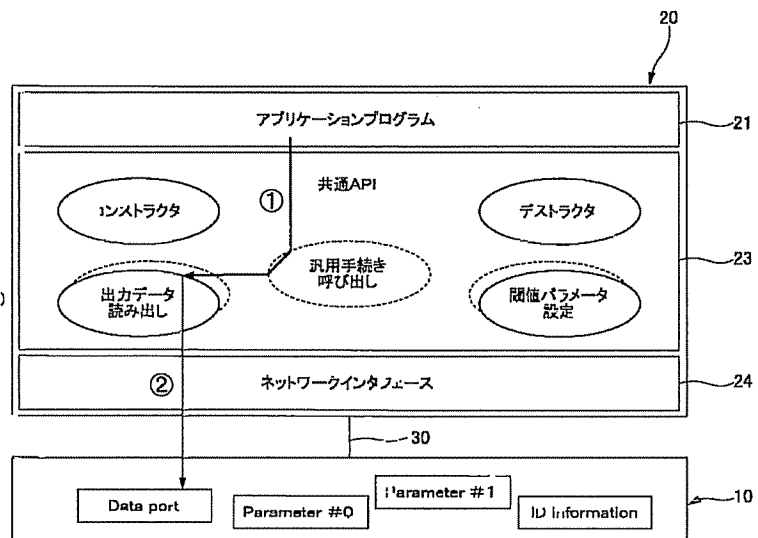 20
アプリケーションプログラム
21
①
共通API
コンストラクタ
デストラクタ
汎用手続き
呼び出し
23
出力データ
読み出し
閾値パラメータ
設定
②
ネットワークインタフェース
24
30
Data port
Parameter #0
Parameter #1
ID Information
10